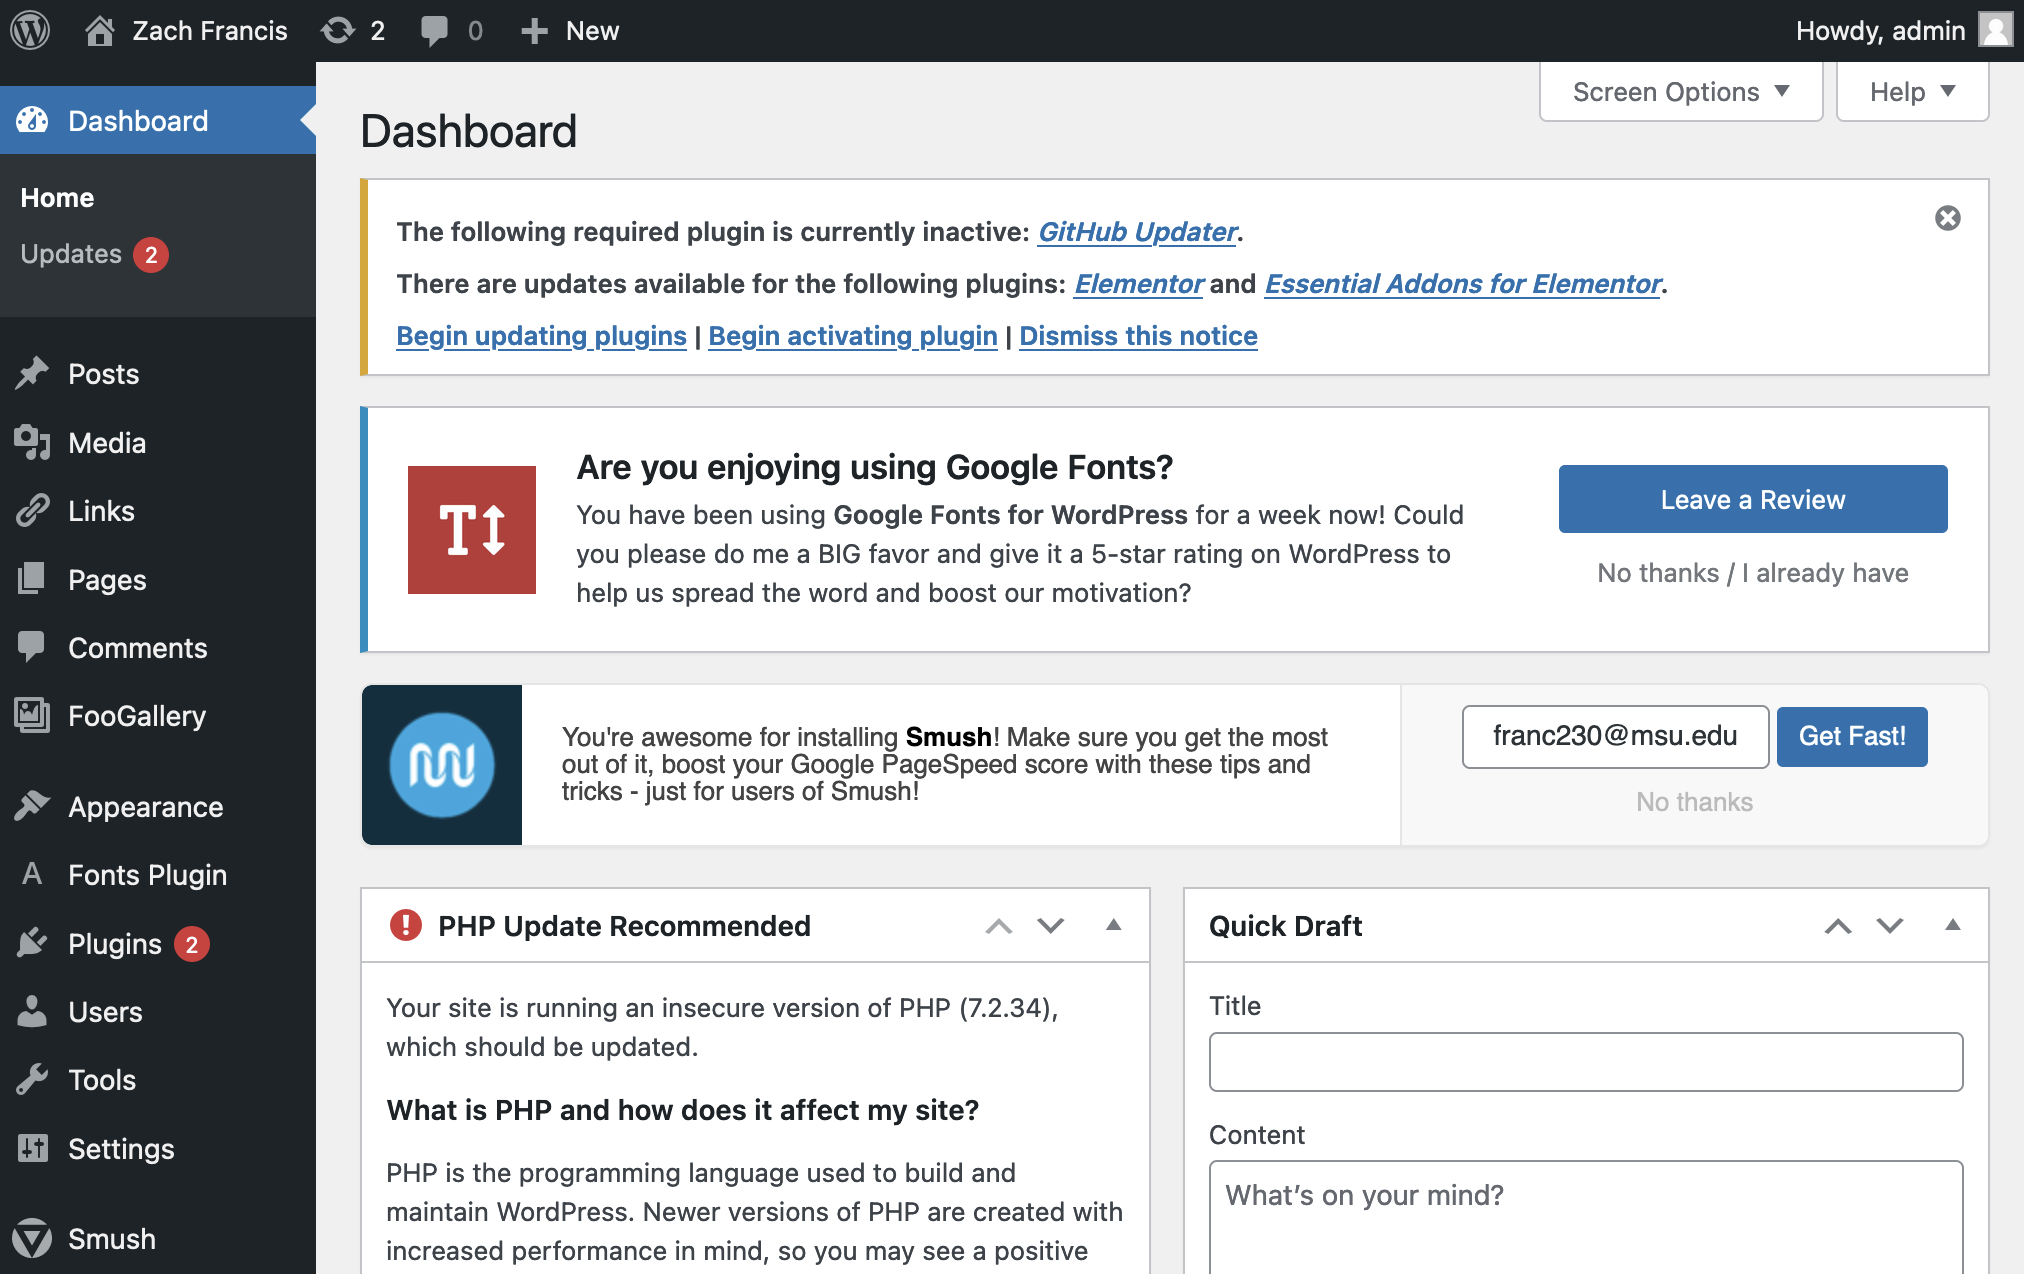 Zach Francis
2
0
New
Howdy, admin
Dashboard
Home
Updates 2
Posts
Media
Links
Pages
Comments
FooGallery
Appearance
A Fonts Plugin
Plugins 2
Users
Tools
Settings
Smush
Screen Options
Help
Dashboard
The following required plugin is currently inactive: GitHub Updater.
There are updates available for the following plugins: Elementor and Essential Addons for Elementor.
Begin updating plugins | Begin activating plugin | Dismiss this notice
Are you enjoying using Google Fonts?
You have been using Google Fonts for WordPress for a week now! Could
you please do me a BIG favor and give it a 5-star rating on WordPress to
help us spread the word and boost our motivation?
Leave a Review
No thanks / I already have
You're awesome for installing Smush! Make sure you get the most
out of it, boost your Google PageSpeed score with these tips and
tricks - just for users of Smush!
franc230@msu.edu
Get Fast!
No thanks
PHP Update Recommended
Your site is running an insecure version of PHP (7.2.34),
which should be updated.
What is PHP and how does it affect my site?
PHP is the programming language used to build and
maintain WordPress. Newer versions of PHP are created with
increased performance in mind, so you may see a positive
Quick Draft
Title
Content
What's on your mind?